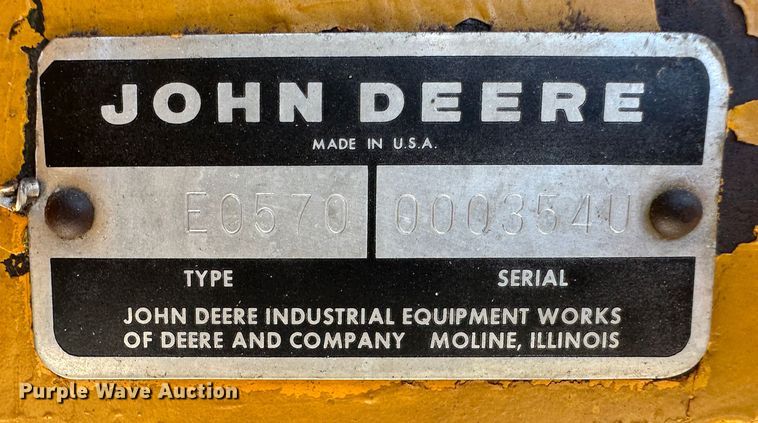 JOHN DEERE
MADE IN U.S.A.
E0570 000354U
TYPE SERIAL
JOHN DEERE INDUSTRIAL EQUIPMENT WORKS
OF DEERE AND COMPANY MOLINE, ILLINOIS
Purple Wave Auction